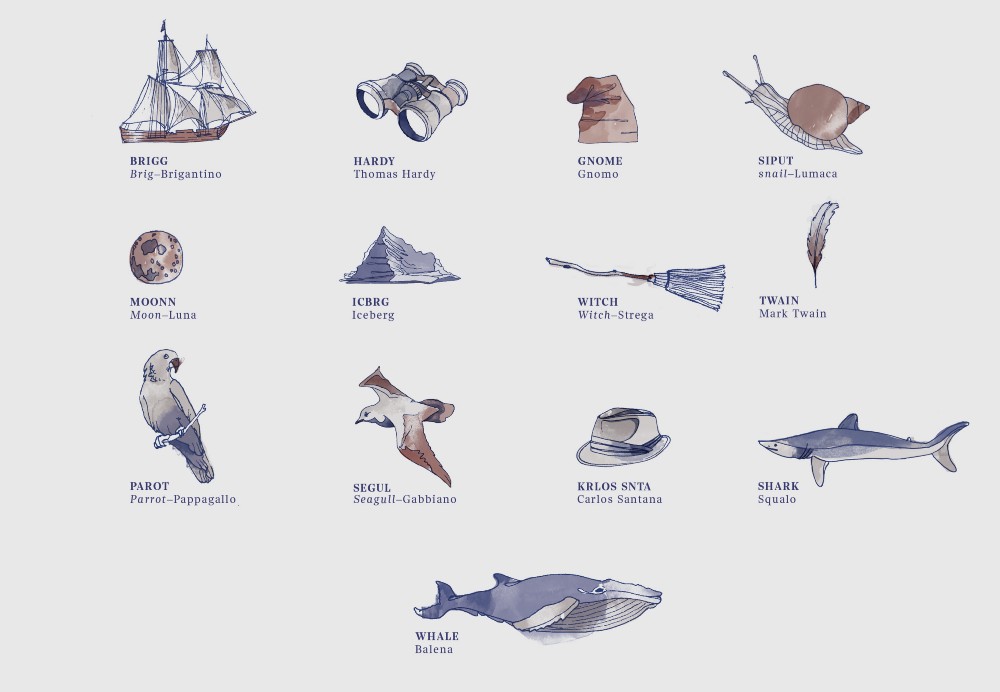 BRIGG
Brig–Brigantino
HARDY
Thomas Hardy
GNOME
Gnomo
SIPUT
snail–Lumaca
MOONN
Moon–Luna
ICBRG
Iceberg
WITCH
Witch–Strega
TWAIN
Mark Twain
PAROT
Parrot–Pappagallo
SEGUL
Seagull–Gabbiano
KRLOS SNTA
Carlos Santana
SHARK
Squalo
WHALE
Balena